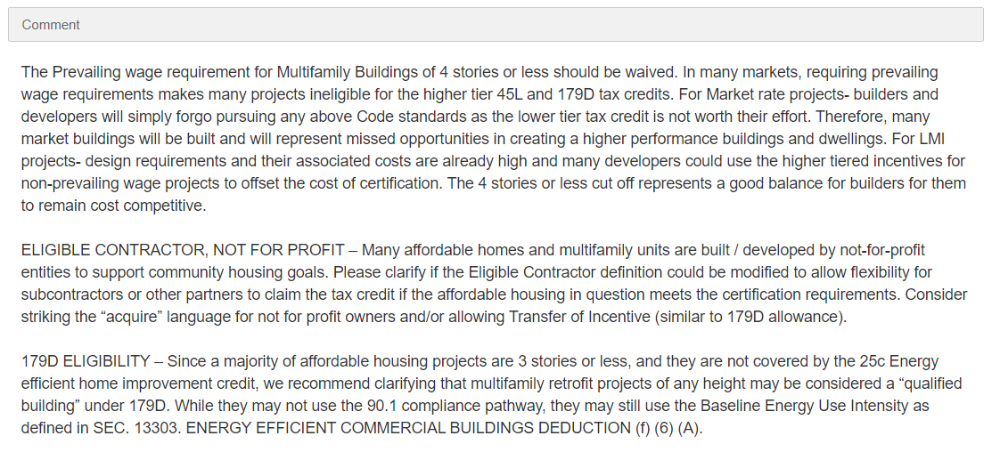 Comment
The Prevailing wage requirement for Multifamily Buildings of 4 stories or less should be waived. In many markets, requiring prevailing
wage requirements makes many projects ineligible for the higher tier 45L and 179D tax credits. For Market rate projects- builders and
developers will simply forgo pursuing any above Code standards as the lower tier tax credit is not worth their effort. Therefore, many
market buildings will be built and will represent missed opportunities in creating a higher performance buildings and dwellings. For LMI
projects- design requirements and their associated costs are already high and many developers could use the higher tiered incentives for
non-prevailing wage projects to offset the cost of certification. The 4 stories or less cut off represents a good balance for builders for them
to remain cost competitive.
ELIGIBLE CONTRACTOR, NOT FOR PROFIT – Many affordable homes and multifamily units are built / developed by not-for-profit
entities to support community housing goals. Please clarify if the Eligible Contractor definition could be modified to allow flexibility for
subcontractors or other partners to claim the tax credit if the affordable housing in question meets the certification requirements. Consider
striking the “acquire” language for not for profit owners and/or allowing Transfer of Incentive (similar to 179D allowance).
179D ELIGIBILITY – Since a majority of affordable housing projects are 3 stories or less, and they are not covered by the 25c Energy
efficient home improvement credit, we recommend clarifying that multifamily retrofit projects of any height may be considered a “qualified
building” under 179D. While they may not use the 90.1 compliance pathway, they may still use the Baseline Energy Use Intensity as
defined in SEC. 13303. ENERGY EFFICIENT COMMERCIAL BUILDINGS DEDUCTION (f) (6) (A).